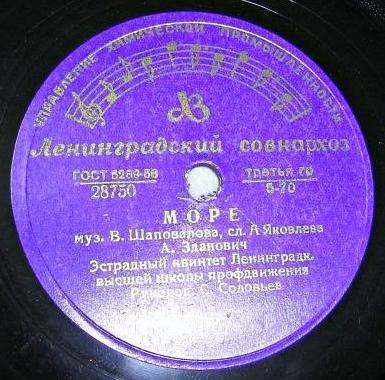 УПРАВЛЕНИЕ ХИМИЧЕСКОЙ ПРОМЫШЛЕННОСТИ
Ленинградский совнархоз
ГОСТ 5289-56 ТРЕТЬЯ 70
28750 5-70
МОРЕ
муз. В. Шаповалова, сл. А Яковлева
А. Зданович
Эстрадный квинтет Ленинградк.
высшей школы профдвижения
Руковод. С. Соловьев